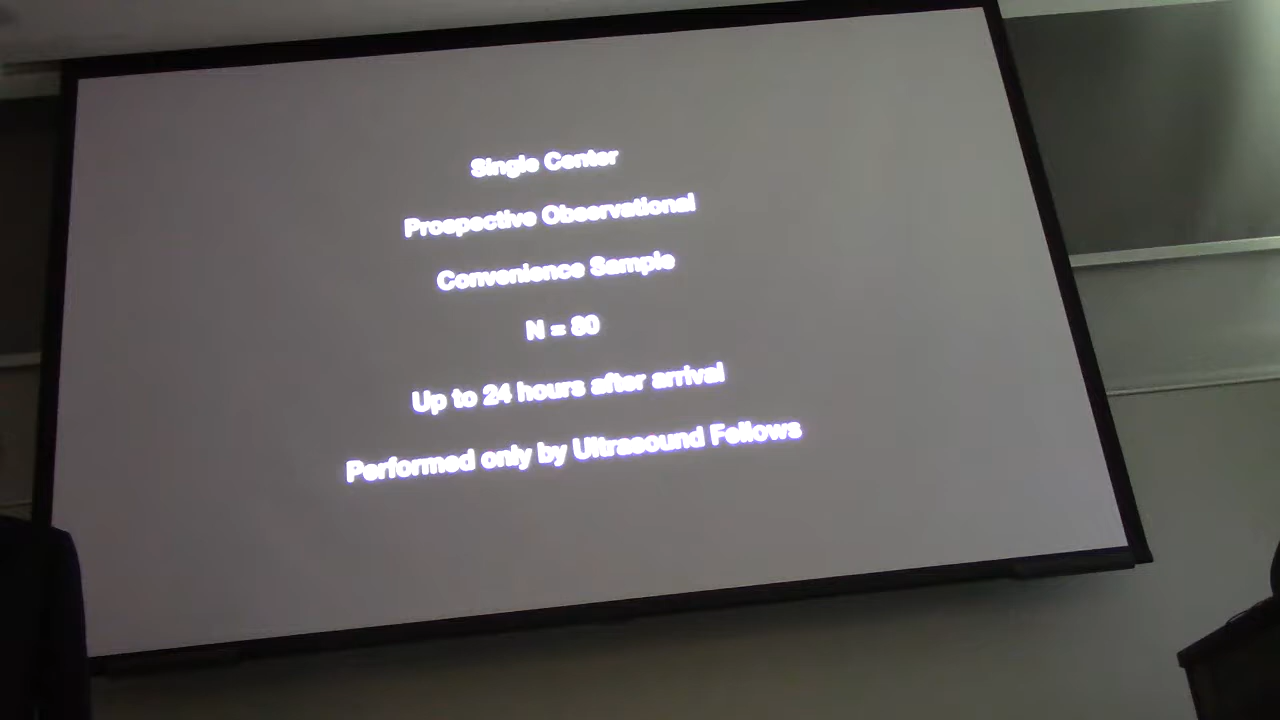 Single Center
Prospective Observational
Convenience Sample
N = 80
Up to 24 hours after arrival
Performed only by Ultrasound Fellows